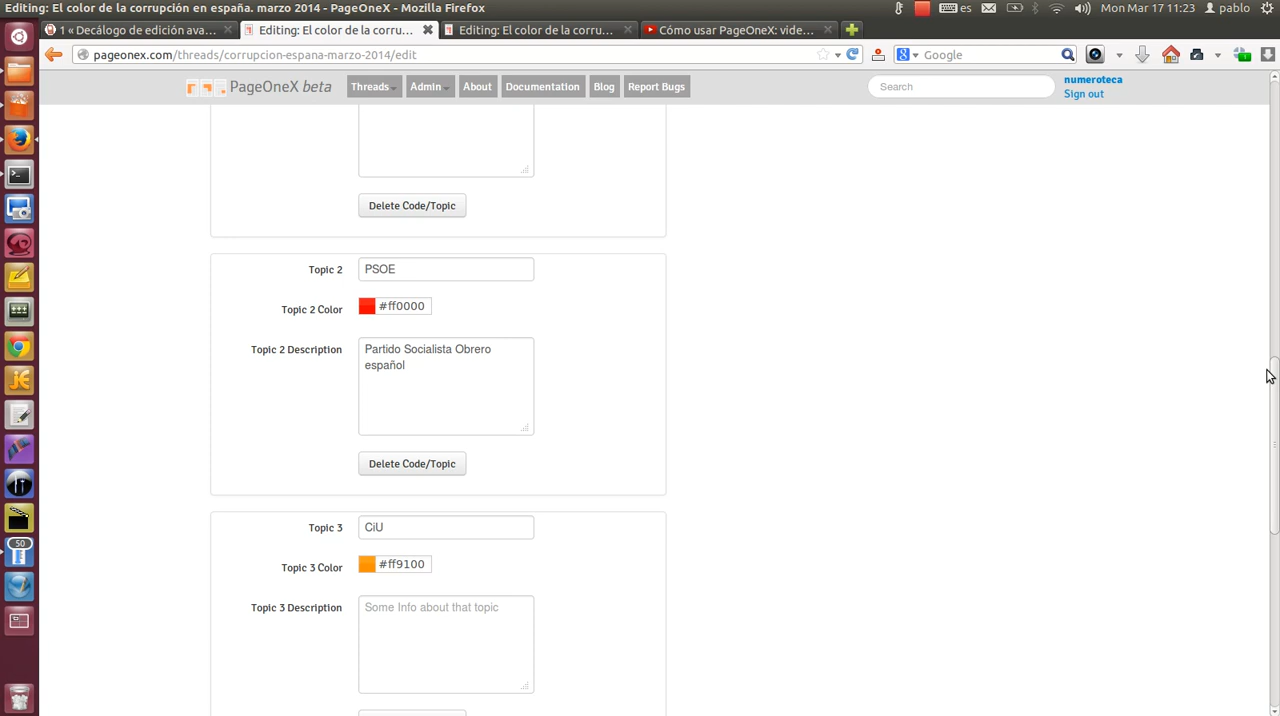 Editing: El color de la corrupción en españa. marzo 2014 - PageOneX - Mozilla Firefox
es
Mon Mar 17 11:23
pablo
1 « Decálogo de edición ava...
Editing: El color de la corru...
Editing: El color de la corru...
Cómo usar PageOneX: vide...
pageonex.com/threads/corrupcion-espana-marzo-2014/edit
Google
PageOneX beta
Threads
Admin
About
Documentation
Blog
Report Bugs
Search
numeroteca
Sign out
Delete Code/Topic
Topic 2
PSOE
Topic 2 Color
#ff0000
Topic 2 Description
Partido Socialista Obrero
español
Delete Code/Topic
Topic 3
CiU
Topic 3 Color
#ff9100
Topic 3 Description
Some Info about that topic
50